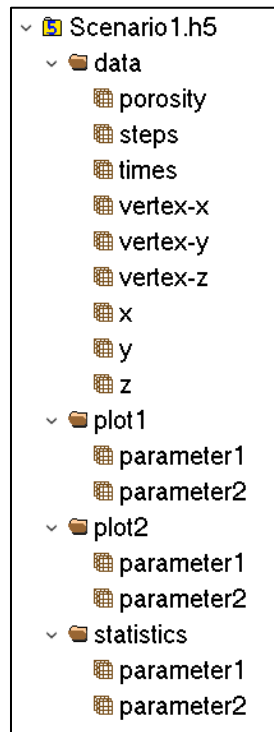 Scenario1.h5
data
porosity
steps
times
vertex-x
vertex-y
vertex-z
x
y
z
plot1
parameter1
parameter2
plot2
parameter1
parameter2
statistics
parameter1
parameter2